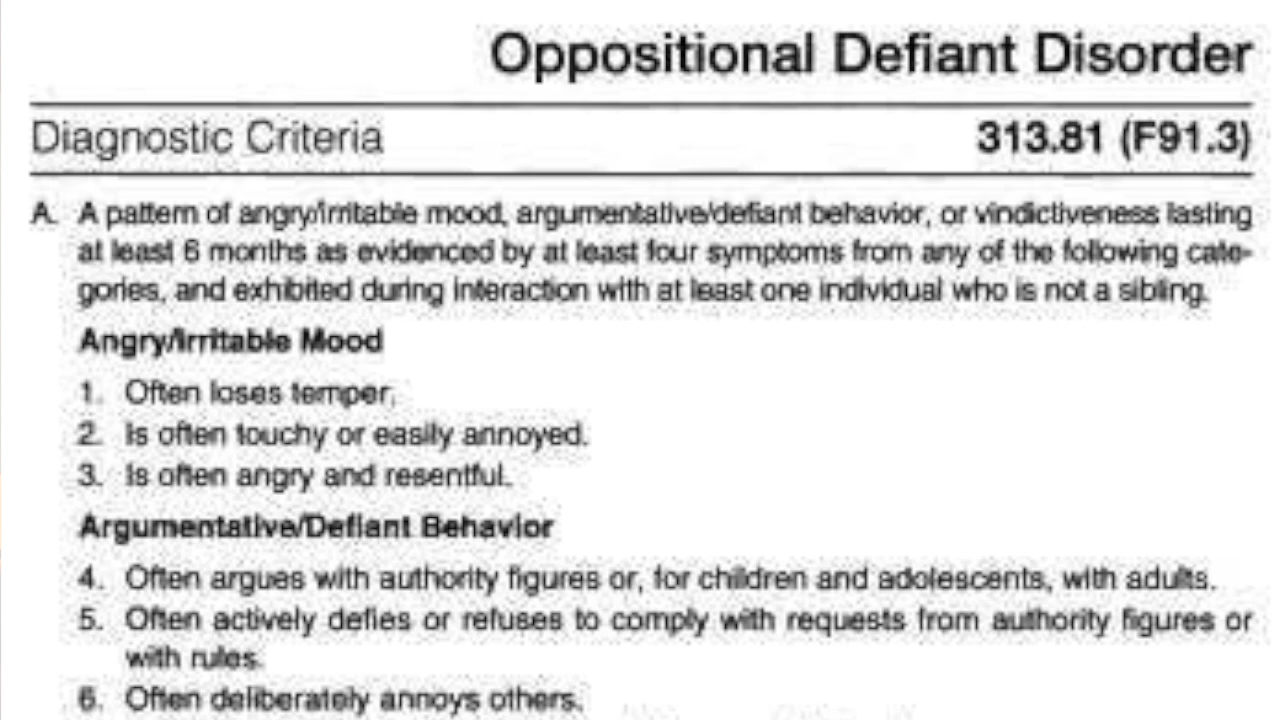 Oppositional Defiant Disorder
Diagnostic Criteria 313.81 (F91.3)
A. A pattern of angry/irritable mood, argumentative/defiant behavior, or vindictiveness lasting
at least 6 months as evidenced by at least four symptoms from any of the following cate-
gories, and exhibited during interaction with at least one individual who is not a sibling.
Angry/Irritable Mood
1. Often loses temper.
2. Is often touchy or easily annoyed.
3. Is often angry and resentful.
Argumentative/Defiant Behavior
4. Often argues with authority figures or, for children and adolescents, with adults.
5. Often actively defies or refuses to comply with requests from authority figures or
with rules.
6. Often deliberately annoys others.